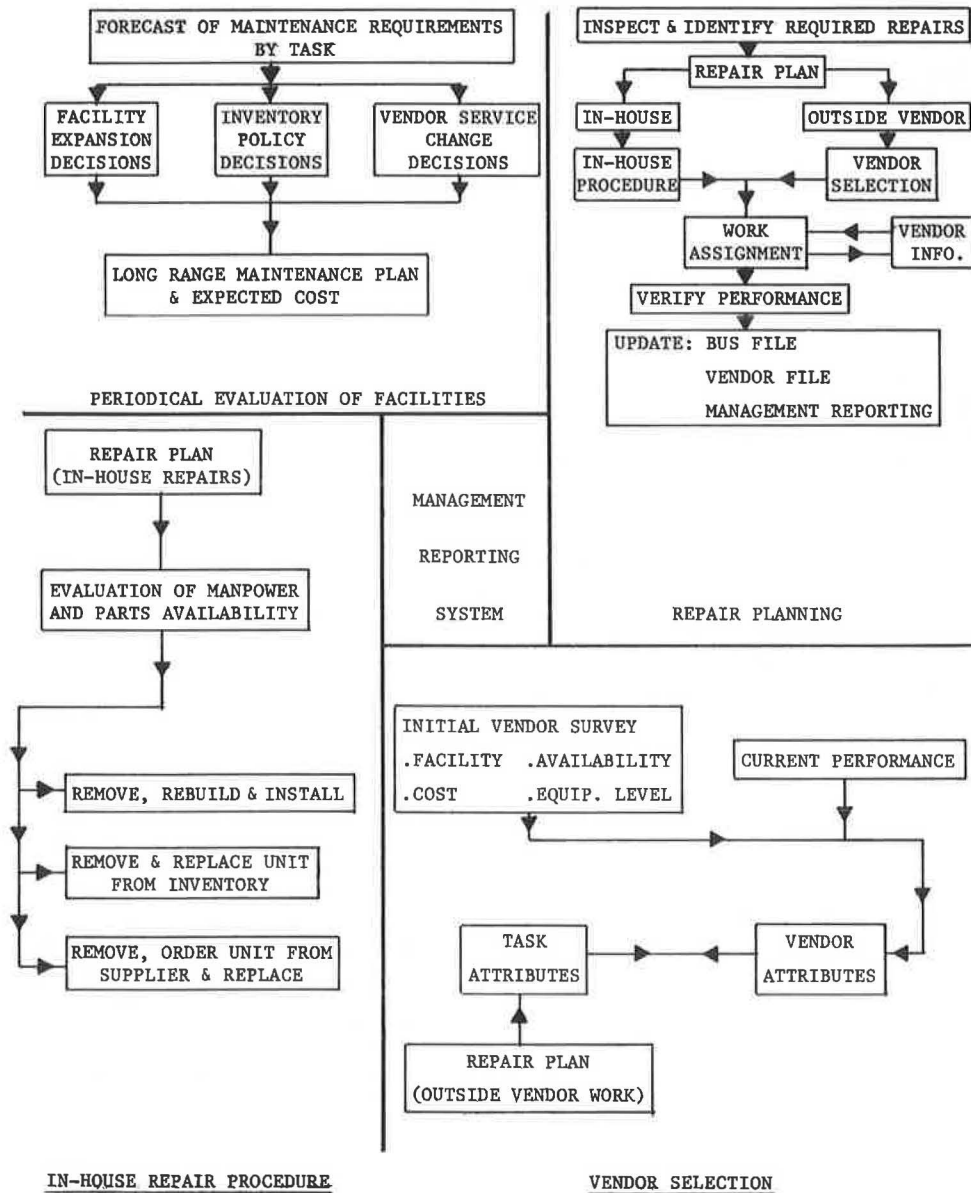 FORECAST OF MAINTENANCE REQUIREMENTS
BY TASK
FACILITY
EXPANSION
DECISIONS
INVENTORY
POLICY
DECISIONS
VENDOR SERVICE
CHANGE
DECISIONS
LONG RANGE MAINTENANCE PLAN
& EXPECTED COST
PERIODICAL EVALUATION OF FACILITIES
INSPECT & IDENTIFY REQUIRED REPAIRS
REPAIR PLAN
IN-HOUSE
OUTSIDE VENDOR
IN-HOUSE
PROCEDURE
VENDOR
SELECTION
WORK
ASSIGNMENT
VENDOR
INFO.
VERIFY PERFORMANCE
UPDATE: BUS FILE
VENDOR FILE
MANAGEMENT REPORTING
REPAIR PLANNING
MANAGEMENT
REPORTING
SYSTEM
REPAIR PLAN
(IN-HOUSE REPAIRS)
EVALUATION OF MANPOWER
AND PARTS AVAILABILITY
REMOVE, REBUILD & INSTALL
REMOVE & REPLACE UNIT
FROM INVENTORY
REMOVE, ORDER UNIT FROM
SUPPLIER & REPLACE
IN-HOUSE REPAIR PROCEDURE
INITIAL VENDOR SURVEY
.FACILITY .AVAILABILITY
.COST .EQUIP. LEVEL
CURRENT PERFORMANCE
TASK
ATTRIBUTES
VENDOR
ATTRIBUTES
REPAIR PLAN
(OUTSIDE VENDOR WORK)
VENDOR SELECTION